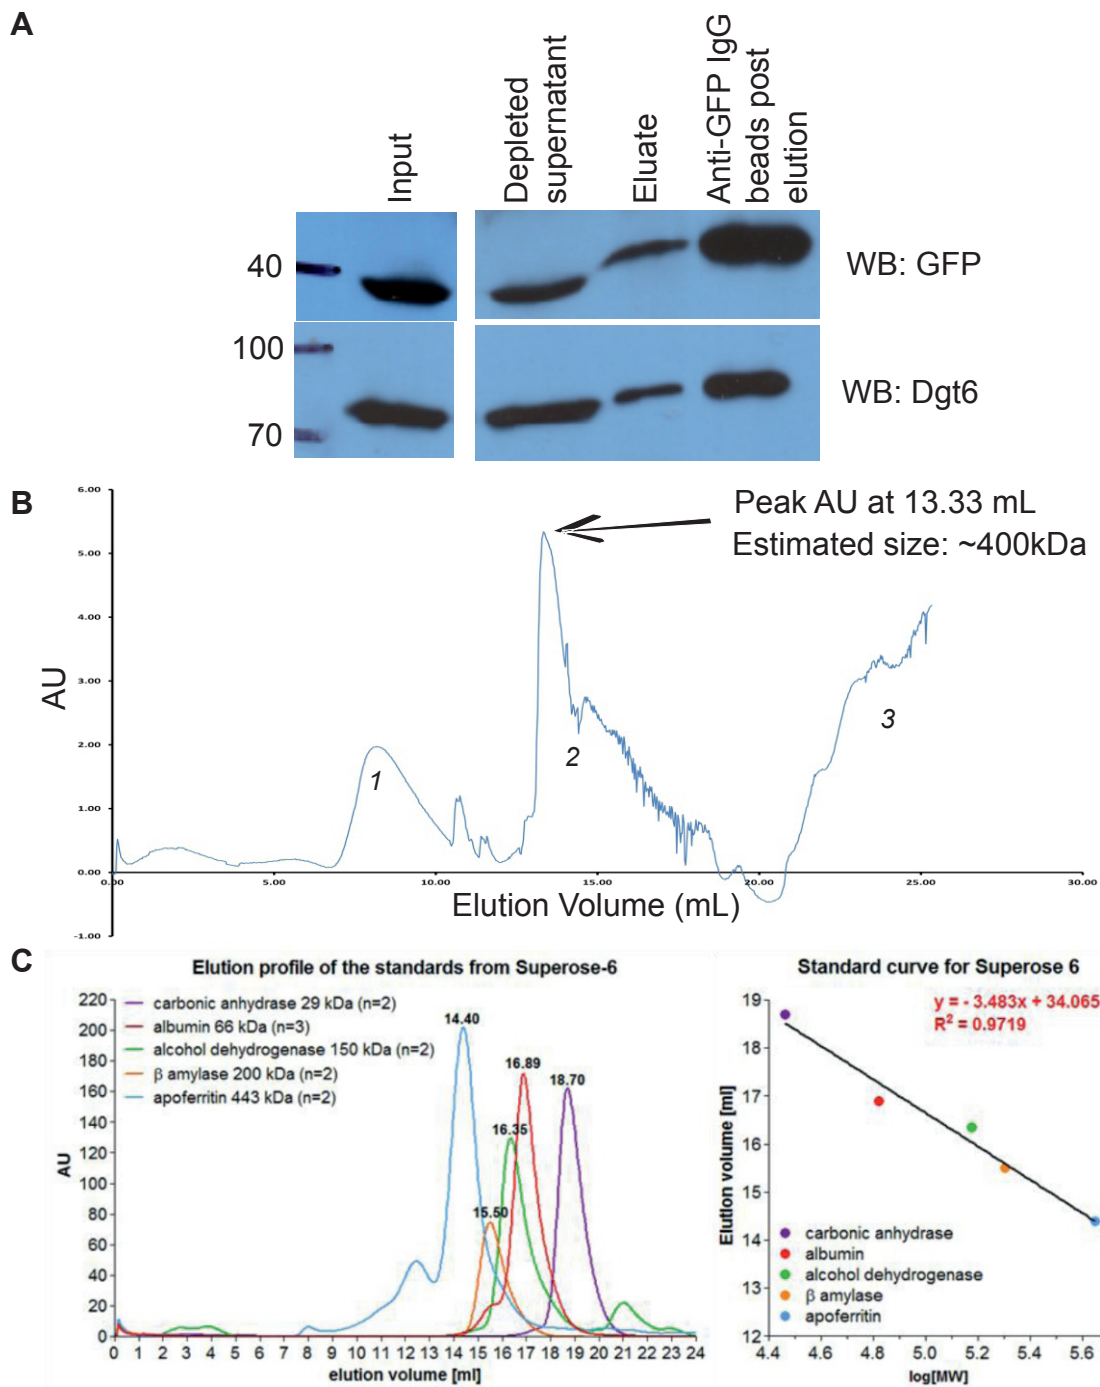 A
Input
Depleted
supernatant
Eluate
Anti-GFP IgG
beads post
elution
40
WB: GFP
100
70
WB: Dgt6
B
Peak AU at 13.33 mL
Estimated size: ~400kDa
6.00
5.00
4.00
3.00
2.00
1.00
0.00
-1.00
AU
1
2
3
0.00 5.00 10.00 15.00 20.00 25.00 30.00
Elution Volume (mL)
C
Elution profile of the standards from Superose-6
carbonic anhydrase 29 kDa (n=2)
albumin 66 kDa (n=3)
alcohol dehydrogenase 150 kDa (n=2)
β amylase 200 kDa (n=2)
apoferritin 443 kDa (n=2)
220
200
180
160
140
120
100
80
60
40
20
0
AU
14.40
16.89
18.70
16.35
15.50
0 1 2 3 4 5 6 7 8 9 10 11 12 13 14 15 16 17 18 19 20 21 22 23 24
elution volume [ml]
Standard curve for Superose 6
y = - 3.483x + 34.065
R² = 0.9719
19
18
17
16
15
14
13
12
Elution volume [ml]
carbonic anhydrase
albumin
alcohol dehydrogenase
β amylase
apoferritin
4.4 4.8 5.2 5.6
log[MW]